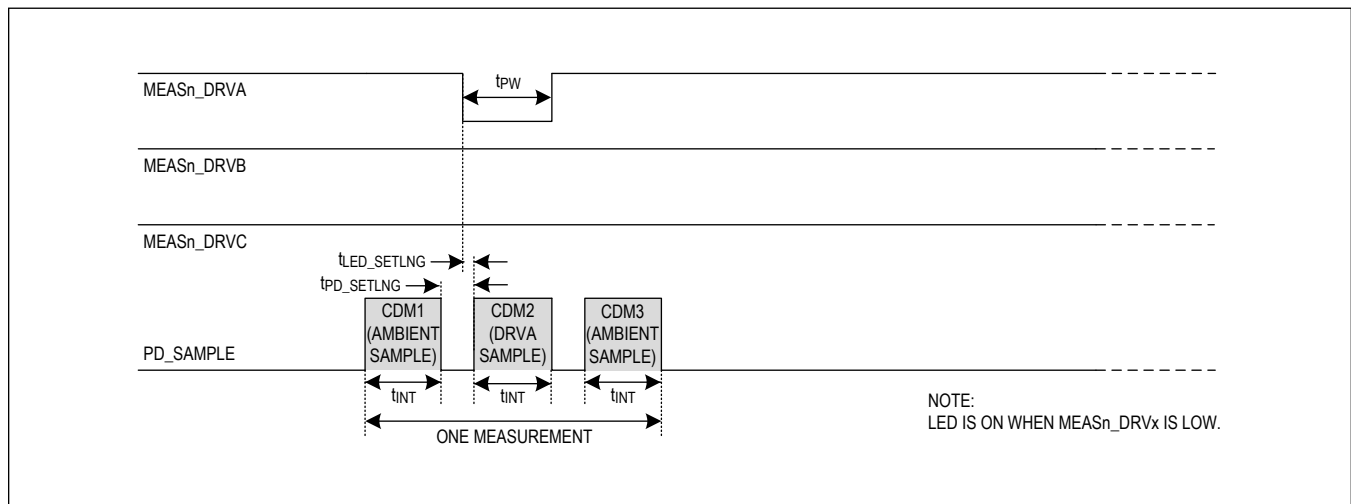 MEASn_DRVA
tPW
MEASn_DRVB
MEASn_DRVC
tLED_SETLNG
tPD_SETLNG
CDM1
(AMBIENT
SAMPLE)
CDM2
(DRVA
SAMPLE)
CDM3
(AMBIENT
SAMPLE)
PD_SAMPLE
tINT
tINT
tINT
ONE MEASUREMENT
NOTE:
LED IS ON WHEN MEASn_DRVx IS LOW.